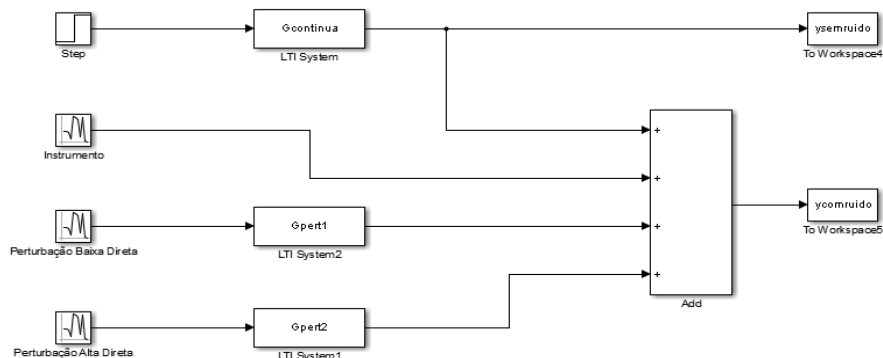 Gcontinua
Step
LTI System
ysemruido
To Workspace4
+
Instrumento
+
ycomruido
To Workspace5
Gpert1
+
Perturbação Baixa Direta
LTI System2
+
Add
Gpert2
Perturbação Alta Direta
LTI System1